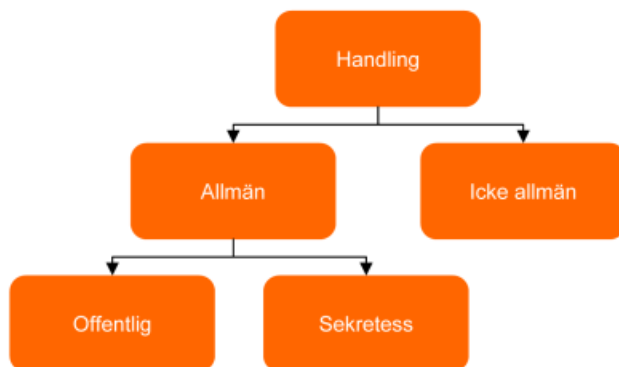 Handling
Allmän
Icke allmän
Offentlig
Sekretess